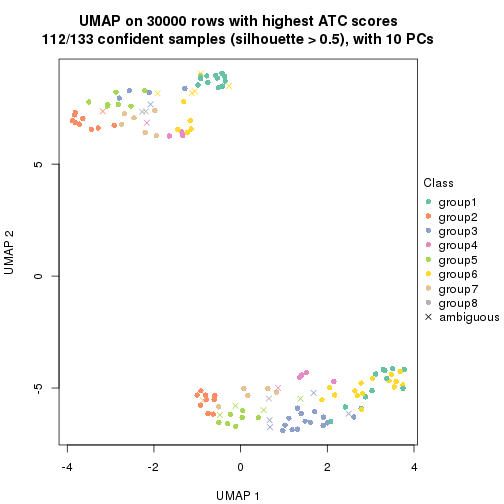 UMAP on 30000 rows with highest ATC scores
112/133 confident samples (silhouette > 0.5), with 10 PCs
Class
group1
group2
group3
group4
group5
group6
group7
group8
ambiguous
UMAP 2
5
0
-5
-4
-2
0
2
4
UMAP 1